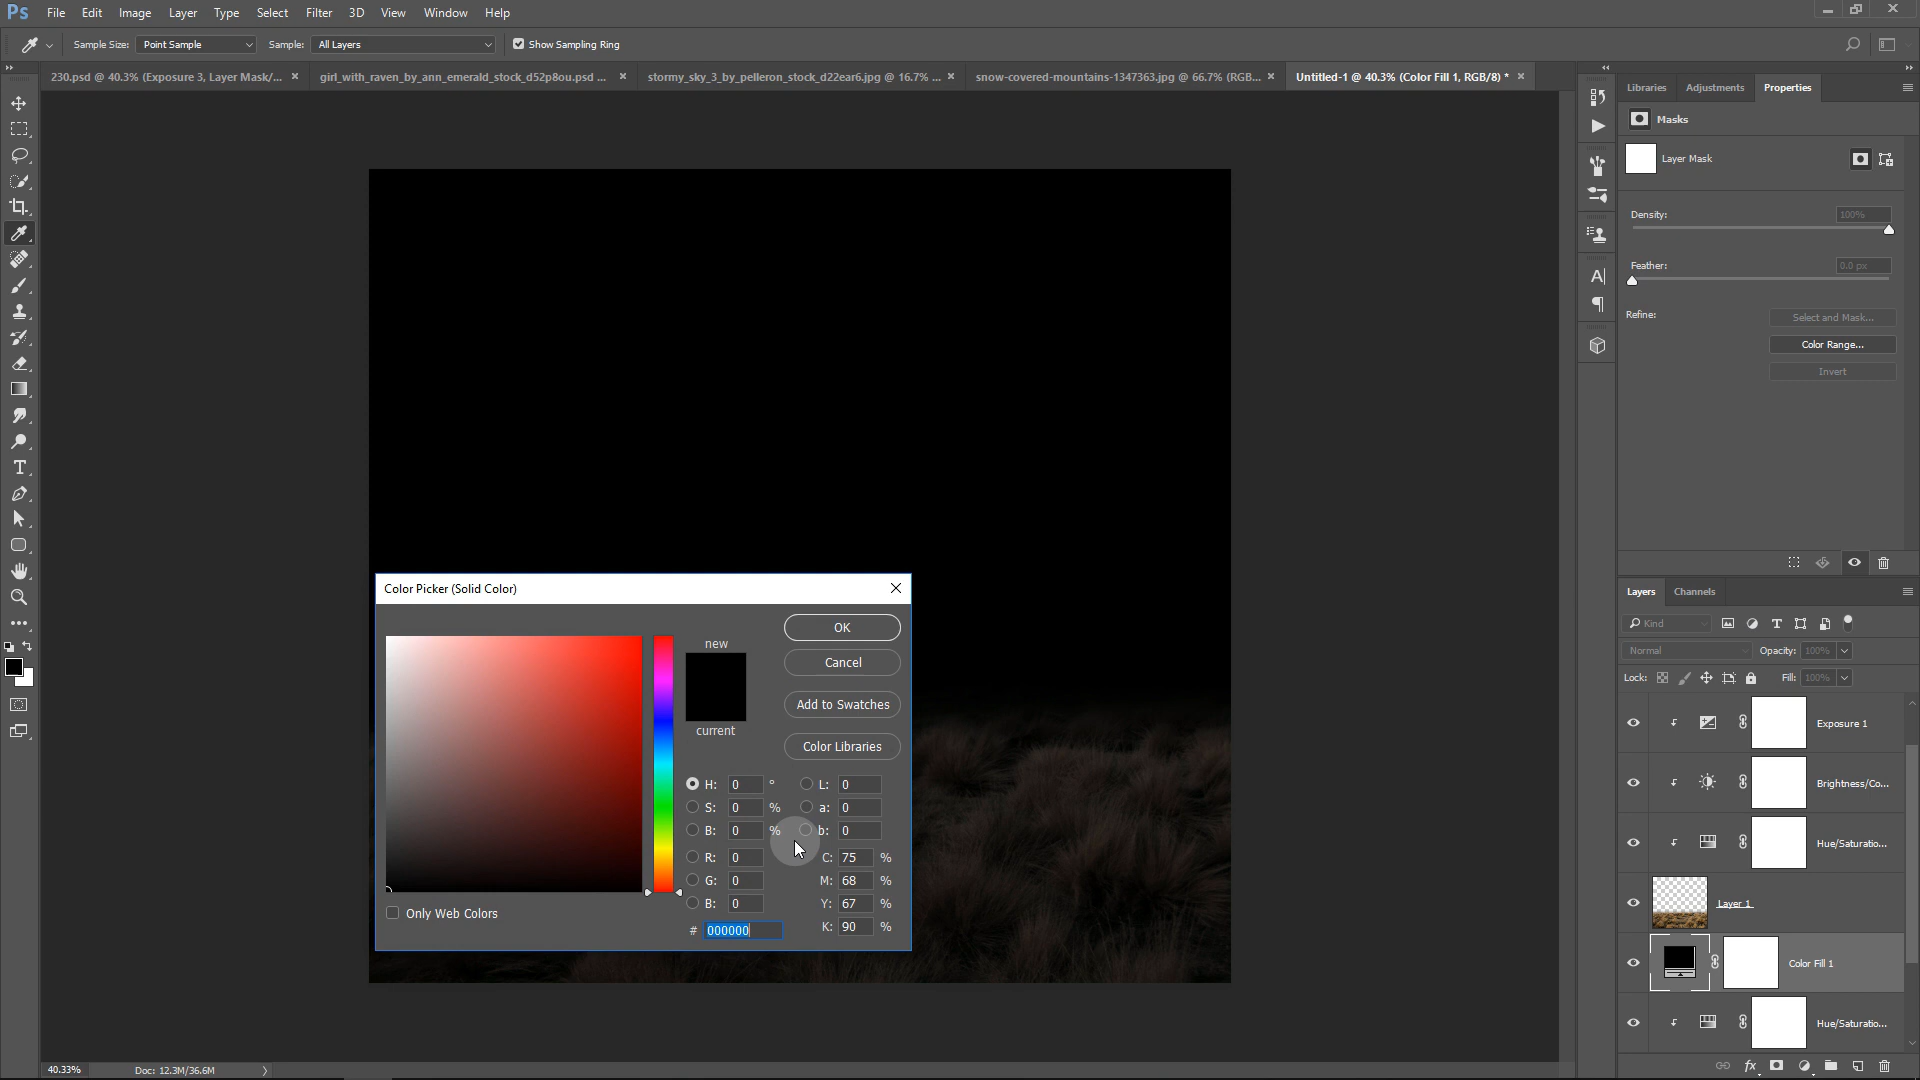 Ps File Edit Image Layer Type Select Filter 3D View Window Help
Sample Size: Point Sample Sample: All Layers Show Sampling Ring
230.psd @ 40.3% (Exposure 3, Layer Mask/... × girl_with_raven_by_ann_emerald_stock_d52p8ou.psd ... × stormy_sky_3_by_pelleron_stock_d22ear6.jpg @ 16.7% ... × snow-covered-mountains-1347363.jpg @ 66.7% (RGB... × Untitled-1 @ 40.3% (Color Fill 1, RGB/8) * ×
Libraries Adjustments Properties
Masks
Layer Mask
Density: 100%
Feather: 0.0 px
Refine: Select and Mask...
Color Range...
Invert
Color Picker (Solid Color)
new
current
OK
Cancel
Add to Swatches
Color Libraries
H: 0 ° L: 0
S: 0 % a: 0
B: 0 % b: 0
R: 0 C: 75 %
G: 0 M: 68 %
B: 0 Y: 67 %
# 000000 K: 90 %
Only Web Colors
Layers Channels
Kind
Normal Opacity: 100%
Lock: Fill: 100%
Exposure 1
Brightness/Co...
Hue/Saturatio...
Layer 1
Color Fill 1
Hue/Saturatio...
40.33% Doc: 12.3M/36.6M